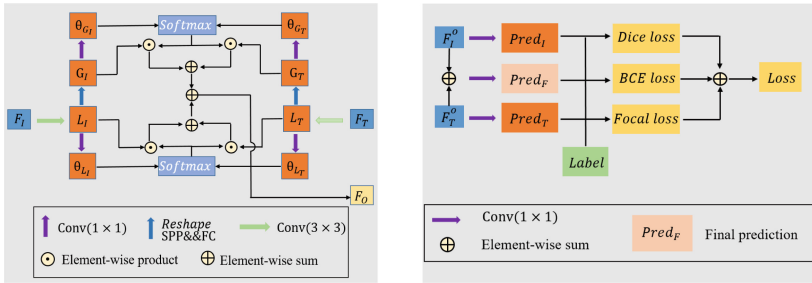 θ_{G_I} Softmax θ_{G_T}
G_I G_T
F_I L_I L_T F_T
θ_{L_I} Softmax θ_{L_T}
F_O
Conv(1 × 1) Reshape Conv(3 × 3)
SPP&&FC
Element-wise product Element-wise sum
F_I^o Pred_I Dice loss
Pred_F BCE loss Loss
F_T^o Pred_T Focal loss
Label
Conv(1 × 1)
Element-wise sum Pred_F Final prediction